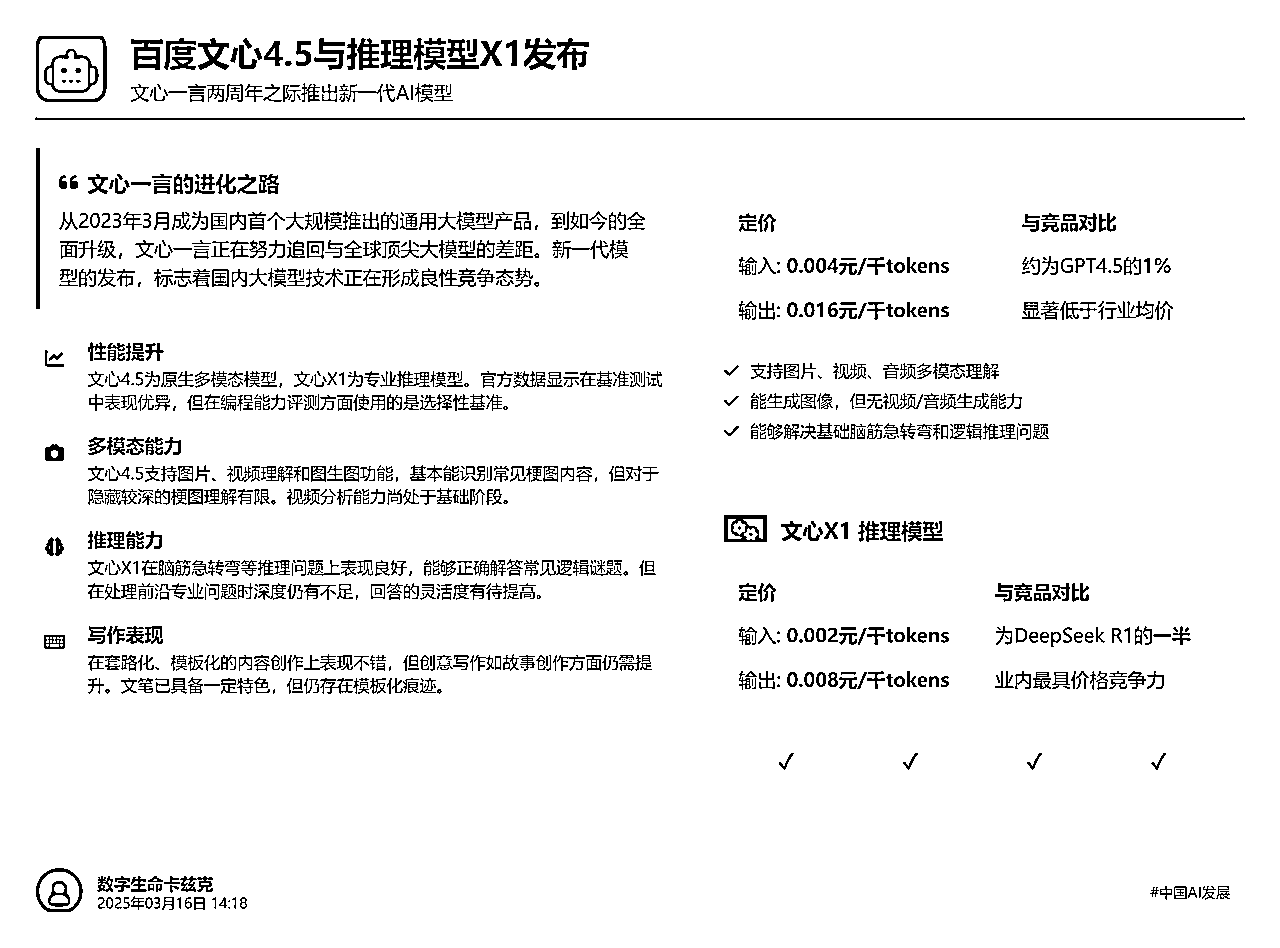 百度文心4.5与推理模型X1发布
文心一言两周年之际推出新一代AI模型
文心一言的进化之路
从2023年3月成为国内首个大规模推出的通用大模型产品，到如今的全
面升级，文心一言正在努力追回与全球顶尖大模型的差距。新一代模
型的发布，标志着国内大模型技术正在形成良性竞争态势。
性能提升
文心4.5为原生多模态模型，文心X1为专业推理模型。官方数据显示在基准测试
中表现优异，但在编程能力评测方面使用的是选择性基准。
多模态能力
文心4.5支持图片、视频理解和图生图功能，基本能识别常见梗图内容，但对于
隐藏较深的梗图理解有限。视频分析能力尚处于基础阶段。
推理能力
文心X1在脑筋急转弯等推理问题上表现良好，能够正确解答常见逻辑谜题。但
在处理前沿专业问题时深度仍有不足，回答的灵活度有待提高。
写作表现
在套路化、模板化的内容创作上表现不错，但创意写作如故事创作方面仍需提
升。文笔已具备一定特色，但仍存在模板化痕迹。
定价 与竞品对比
输入: 0.004元/千tokens 约为GPT4.5的1%
输出: 0.016元/千tokens 显著低于行业均价
支持图片、视频、音频多模态理解
能生成图像，但无视频/音频生成能力
能够解决基础脑筋急转弯和逻辑推理问题
文心X1 推理模型
定价 与竞品对比
输入: 0.002元/千tokens 为DeepSeek R1的一半
输出: 0.008元/千tokens 业内最具价格竞争力
数字生命卡兹克
2025年03月16日 14:18
#中国AI发展